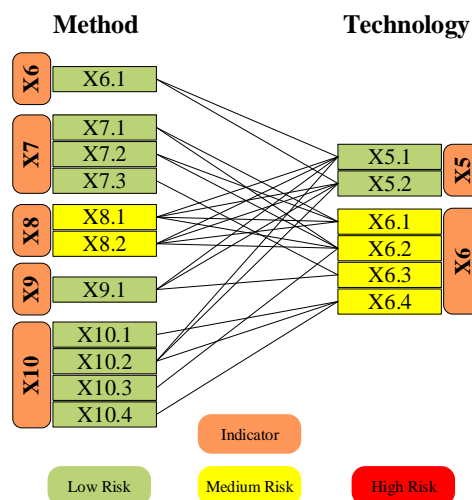 Method
Technology
X6
X6.1
X7
X7.1
X7.2
X7.3
X8
X8.1
X8.2
X9
X9.1
X10
X10.1
X10.2
X10.3
X10.4
X5.1
X5.2
X5
X6.1
X6.2
X6.3
X6.4
X6
Indicator
Low Risk
Medium Risk
High Risk